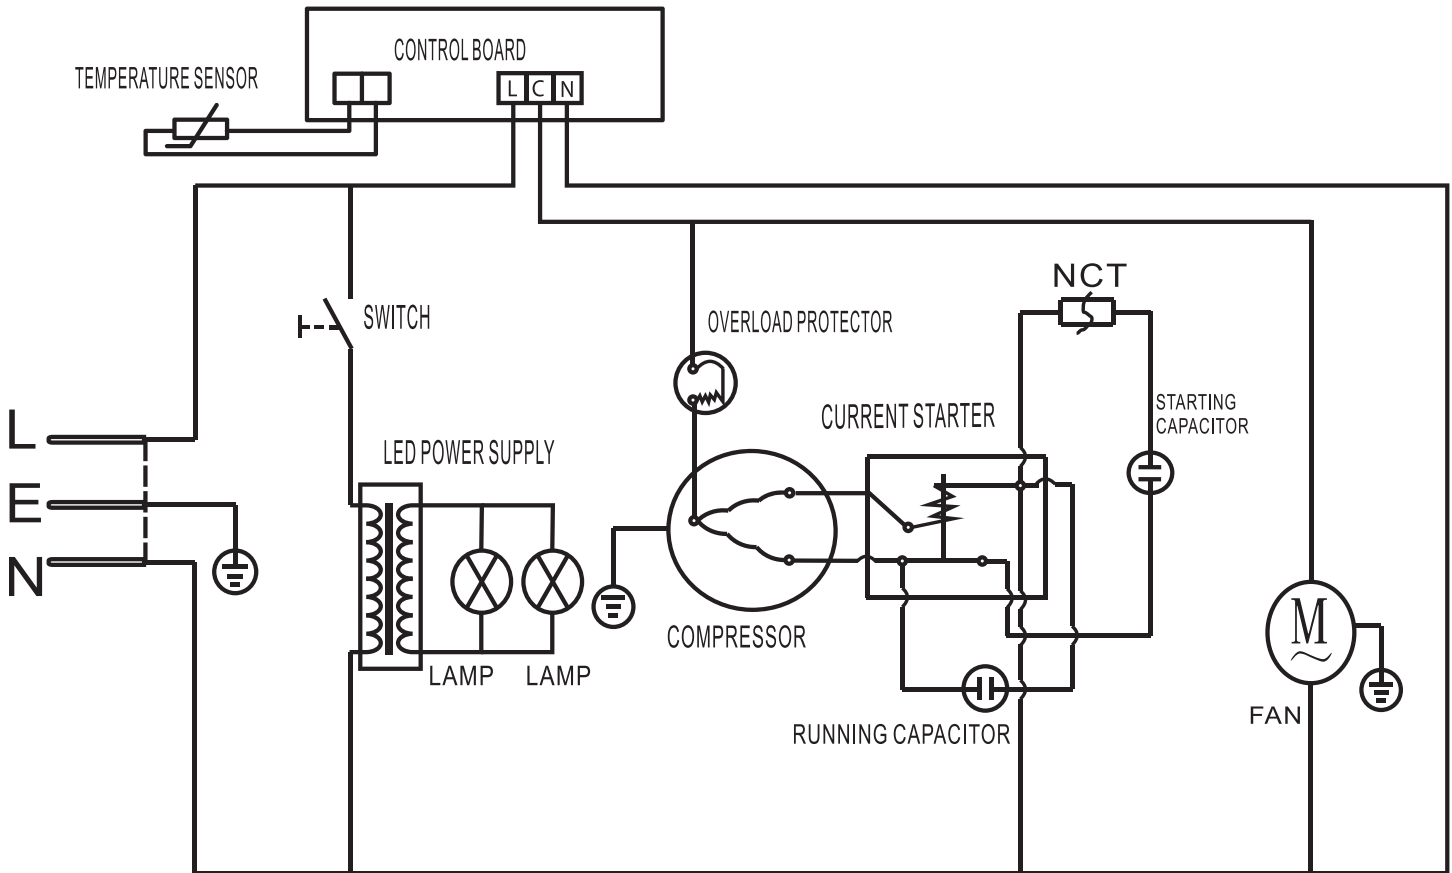 CONTROL BOARD
TEMPERATURE SENSOR
L C N
NCT
SWITCH
OVERLOAD PROTECTOR
STARTING
CAPACITOR
CURRENT STARTER
L
LED POWER SUPPLY
E
N
M
COMPRESSOR
LAMP LAMP
FAN
RUNNING CAPACITOR